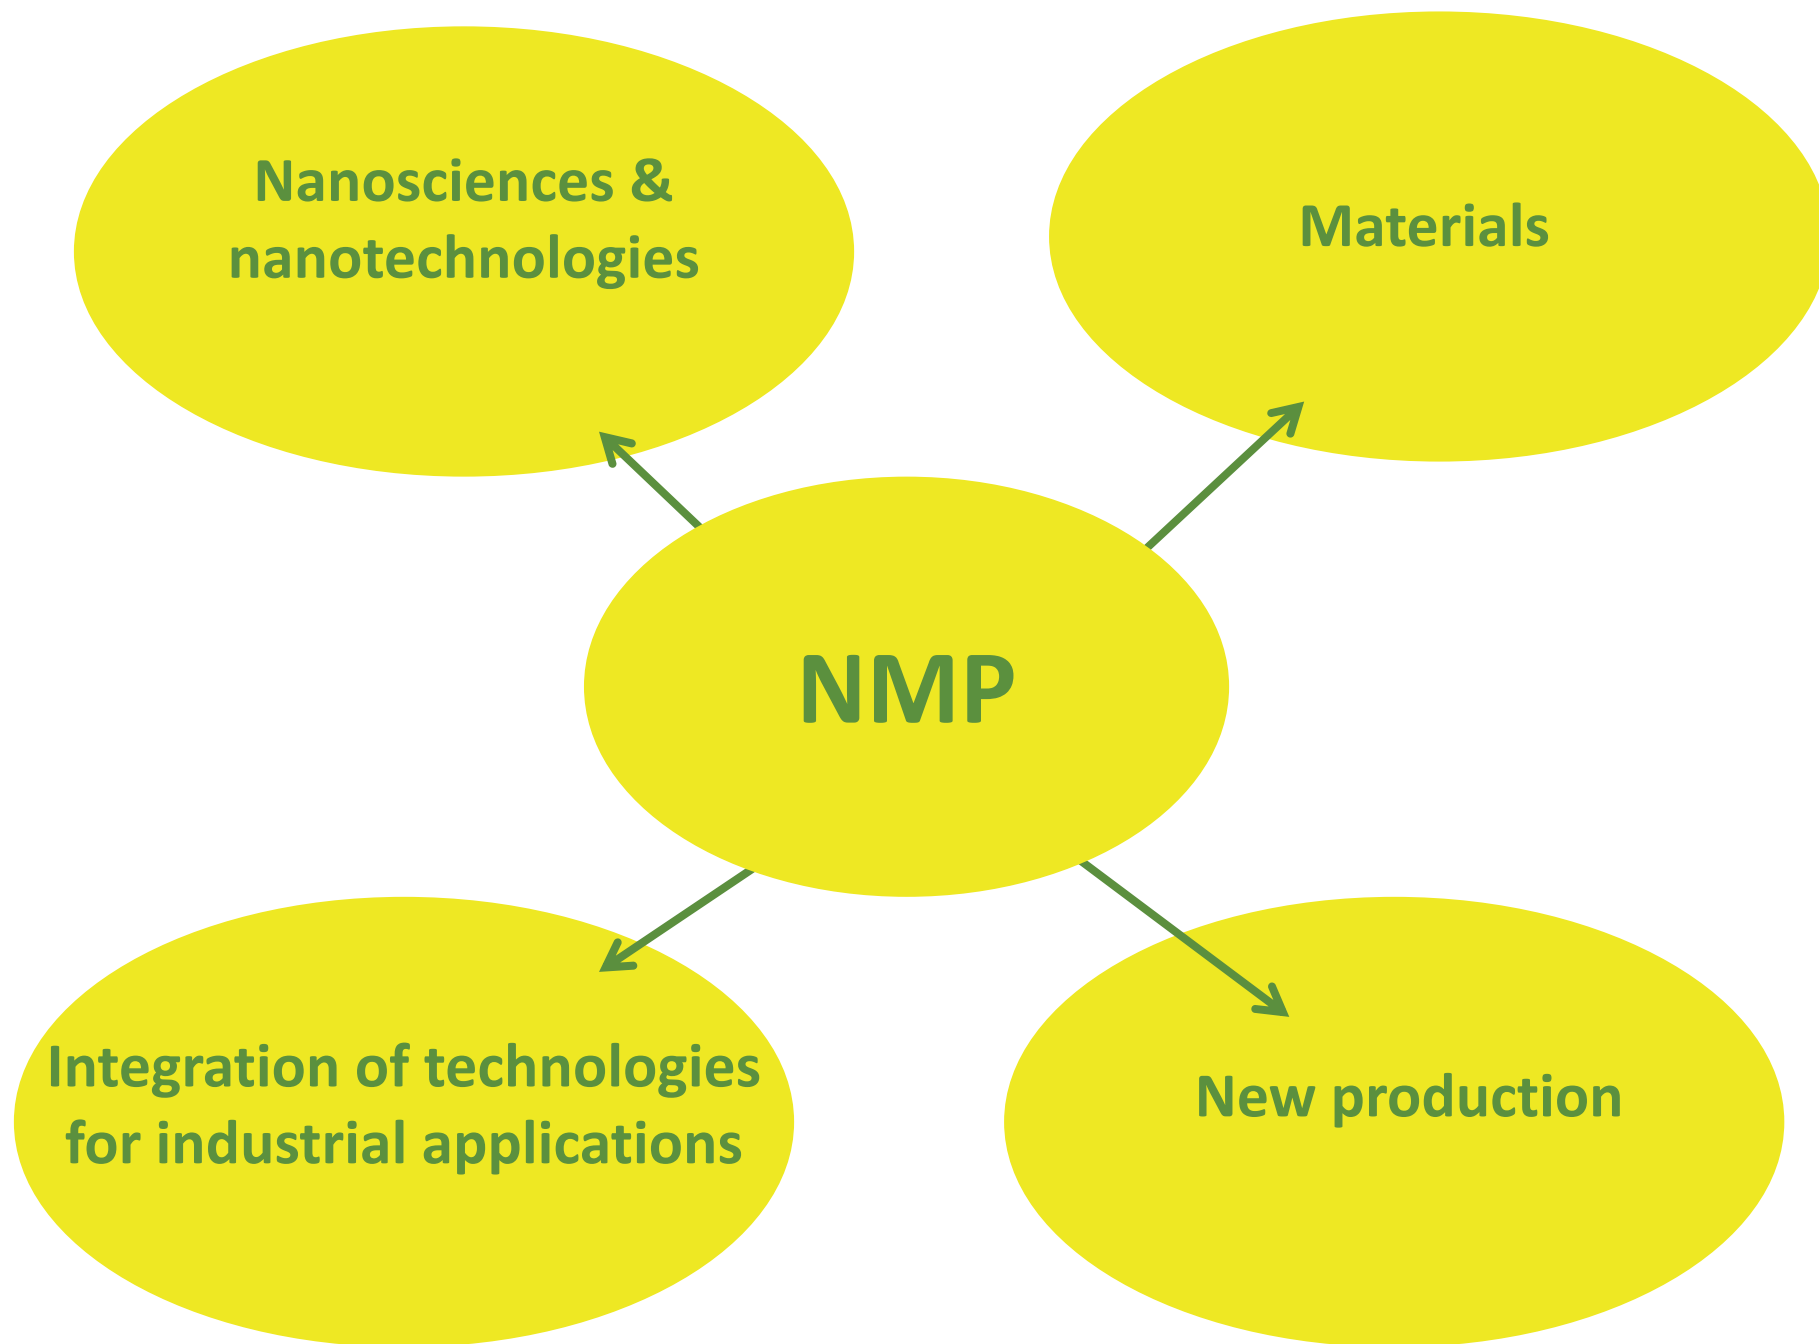 Nanosciences &
nanotechnologies
Materials
NMP
Integration of technologies
for industrial applications
New production